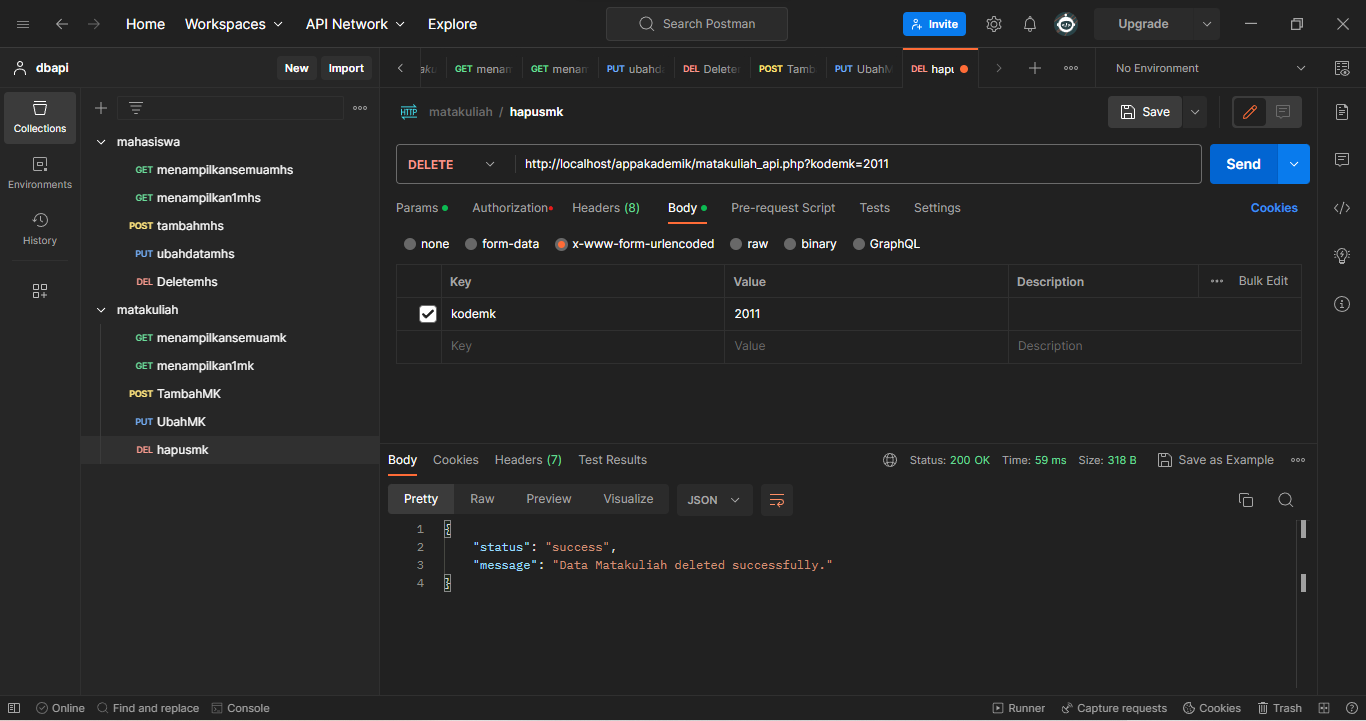 Home Workspaces API Network Explore Search Postman Invite Upgrade
dbapi New Import
GET menam GET menam PUT ubahda DEL Delete POST Tamb PUT UbahM DEL hapu No Environment
Collections
Environments
History
mahasiswa
GET menampilkansemuamhs
GET menampilkan1mhs
POST tambahmhs
PUT ubahdatamhs
DEL Deletemhs
matakuliah
GET menampilkansemuamk
GET menampilkan1mk
POST TambahMK
PUT UbahMK
DEL hapusmk
HTTP matakuliah / hapusmk Save
DELETE http://localhost/appakademik/matakuliah_api.php?kodemk=2011 Send
Params Authorization Headers (8) Body Pre-request Script Tests Settings Cookies
none form-data x-www-form-urlencoded raw binary GraphQL
Key Value Description Bulk Edit
kodemk 2011
Key Value Description
Body Cookies Headers (7) Test Results Status: 200 OK Time: 59 ms Size: 318 B Save as Example
Pretty Raw Preview Visualize JSON
1 {
2 "status": "success",
3 "message": "Data Matakuliah deleted successfully."
4 }
Online Find and replace Console Runner Capture requests Cookies Trash